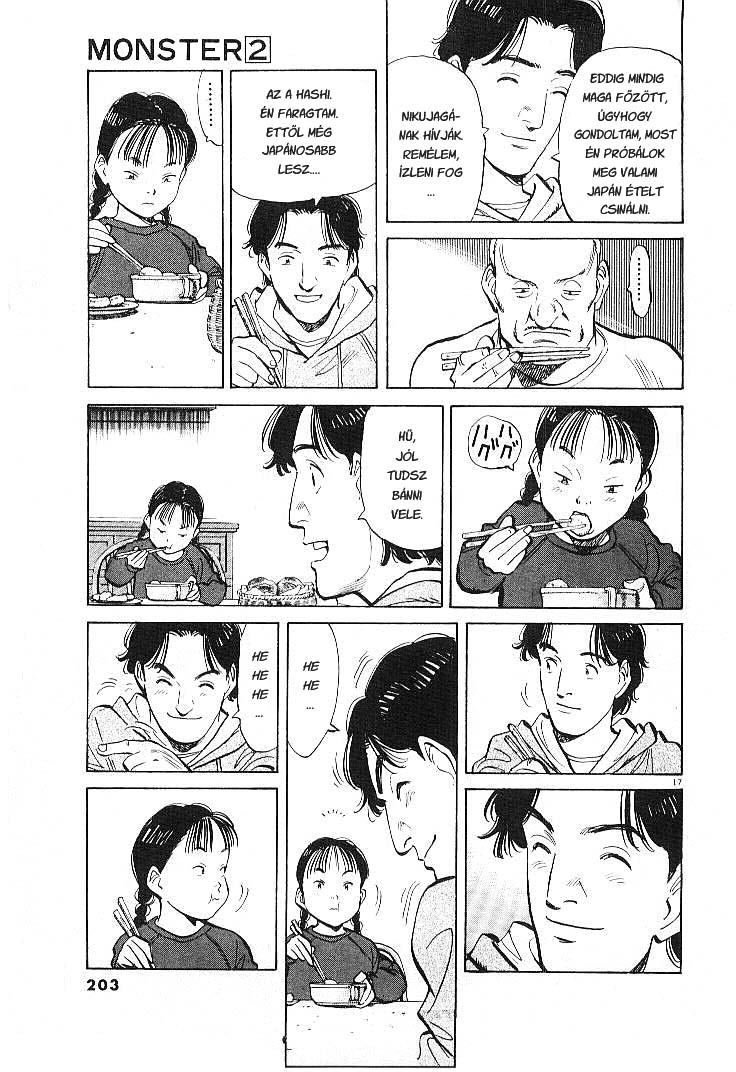 MONSTER 2
EDDIG MINDIG
MAGA FŐZÖTT,
ÚGYHOGY
GONDOLTAM, MOST
ÉN PRÓBÁLOK
MEG VALAMI
JAPÁN ÉTELT
CSINÁLNI.
NIKUJAGÁ-
NAK HÍVJÁK
REMÉLEM,
ÍZLENI FOG
...
........
AZ A HASHI.
ÉN FARAGTAM.
ETTŐL MÉG
JAPÁNOSABB
LESZ....
........
ハグ
ハグ
HŰ,
JÓL
TUDSZ
BÁNNI
VELE.
17
HE
HE
...
HE
HE
HE
...
203